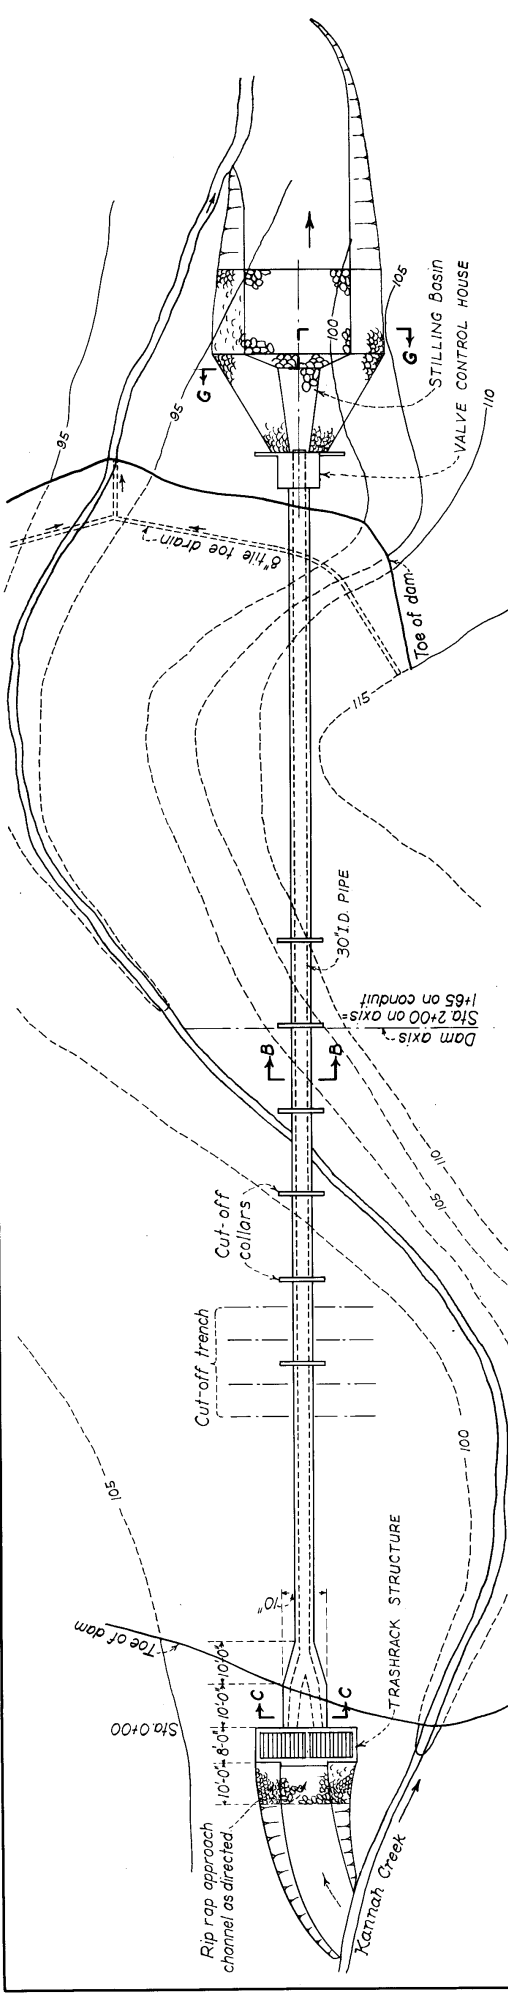 95
95
100
105
110
G
G
STILLING Basin
VALVE CONTROL HOUSE
8" tile toe drain
Toe of dam
115
30" I.D. PIPE
Dam axis
Sta. 2+00 on axis=
1+65 on conduit
B
B
Cut-off
collars
Cut-off trench
110
105
100
105
Toe of dam
Sta. 0+00
10"
10'-0"
8'-0"
10'-0"
10'-0"
C
C
TRASHRACK STRUCTURE
Rip rap approach
channel as directed
Kannah Creek